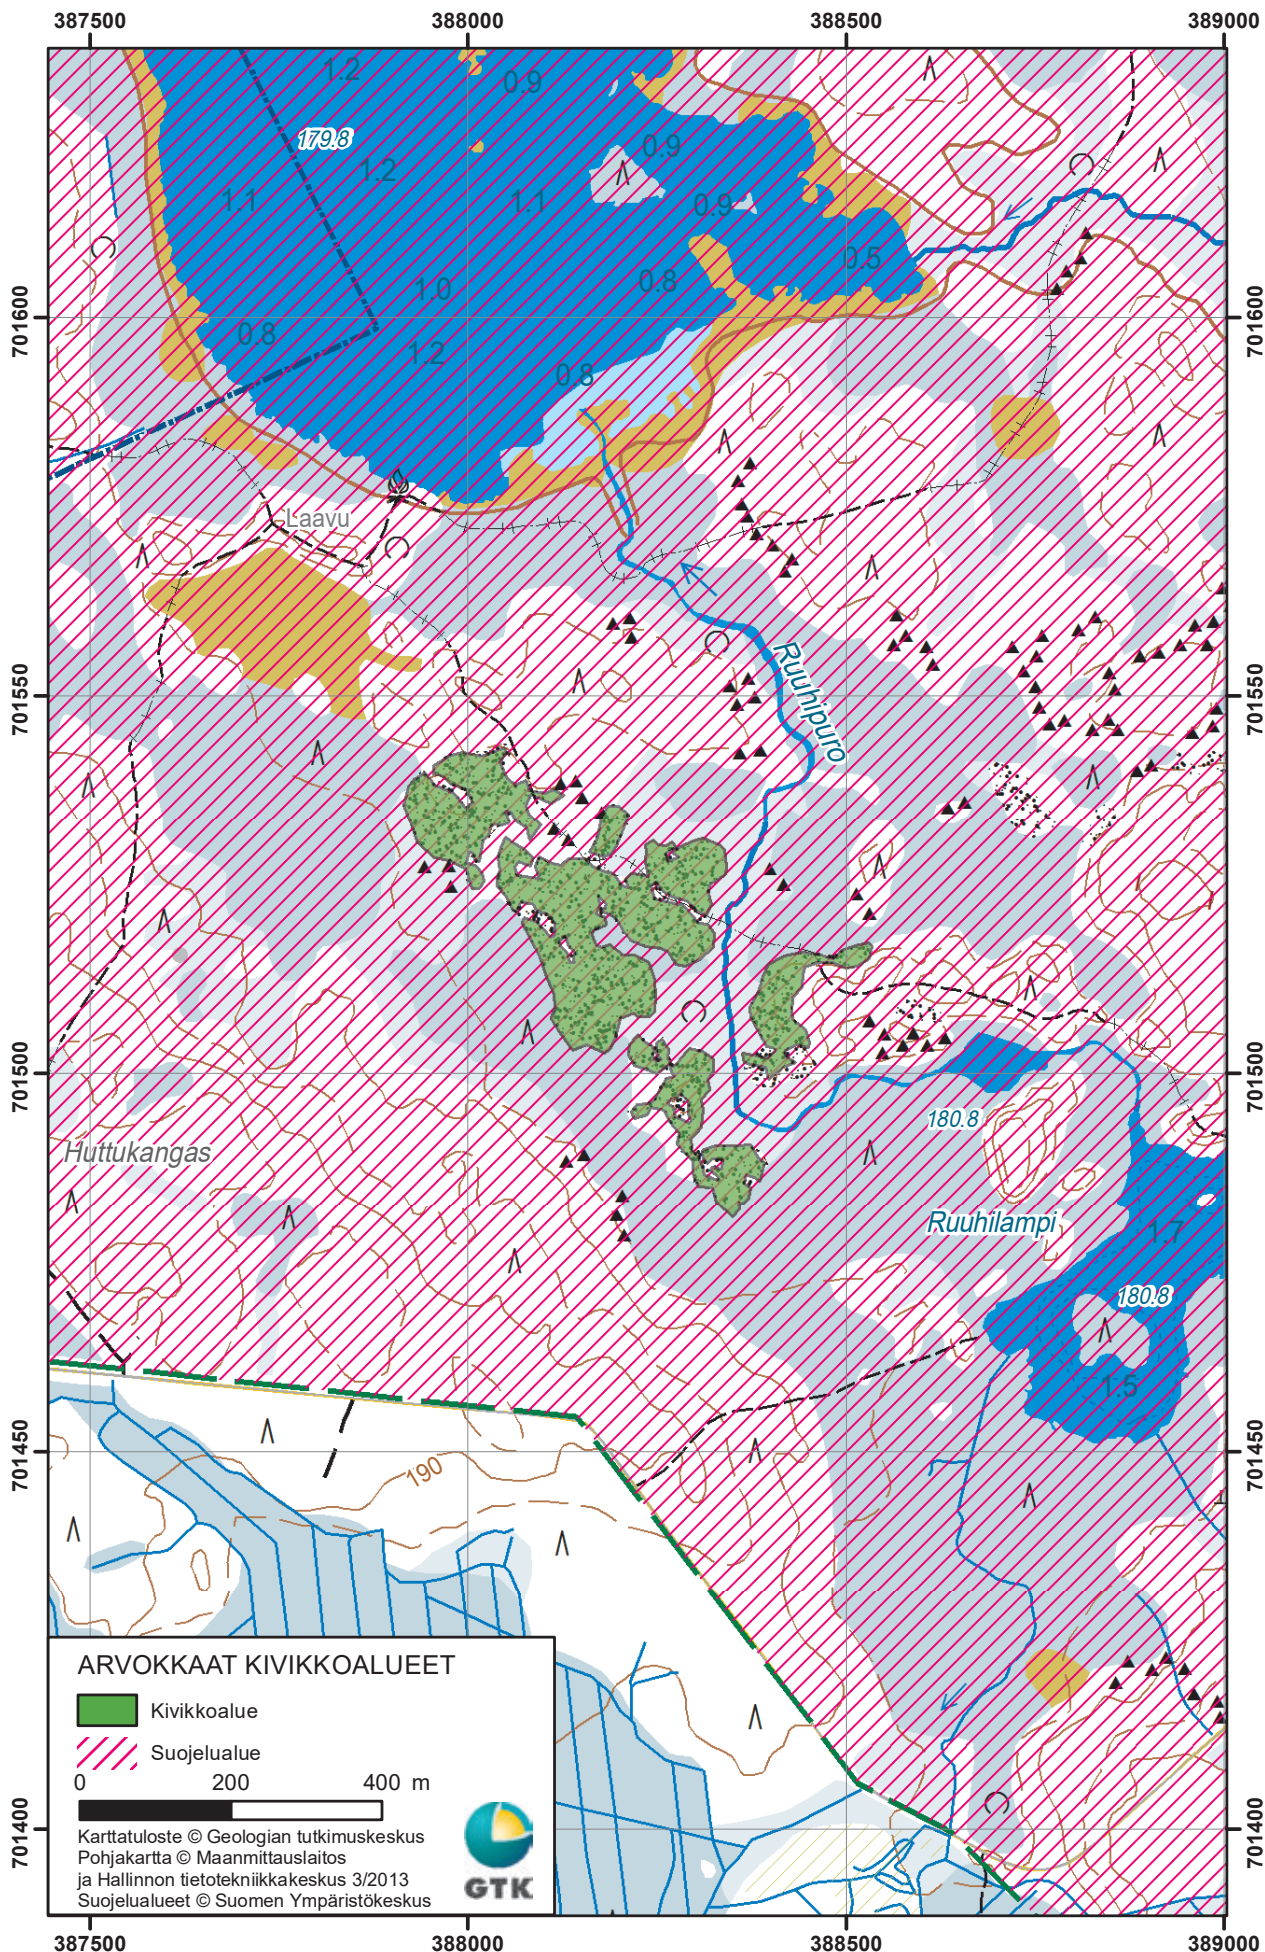 387500 388000 388500 389000
1.2
0.9
179.8
0.9
1.2
1.1
1.1
0.9
0.5
0.8
1.0
701600
701600
0.8
1.2
0.8
Laavu
Ruuhipuro
701550
701550
701500
701500
180.8
Huttukangas
Ruuhilampi
1.7
180.8
1.5
701450
701450
190
ARVOKKAAT KIVIKKOALUEET
Kivikkoalue
Suojelualue
0 200 400 m
Karttatuloste © Geologian tutkimuskeskus
Pohjakartta © Maanmittauslaitos
ja Hallinnon tietotekniikkakeskus 3/2013
Suojelualueet © Suomen Ympäristökeskus
GTK
701400
701400
387500 388000 388500 389000